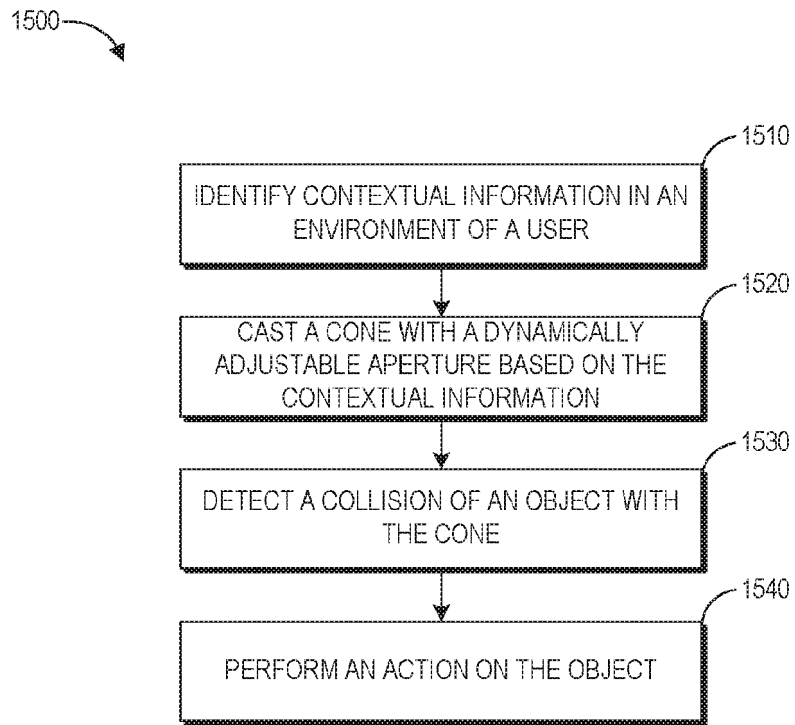 1500
1510
IDENTIFY CONTEXTUAL INFORMATION IN AN
ENVIRONMENT OF A USER
1520
CAST A CONE WITH A DYNAMICALLY
ADJUSTABLE APERTURE BASED ON THE
CONTEXTUAL INFORMATION
1530
DETECT A COLLISION OF AN OBJECT WITH
THE CONE
1540
PERFORM AN ACTION ON THE OBJECT